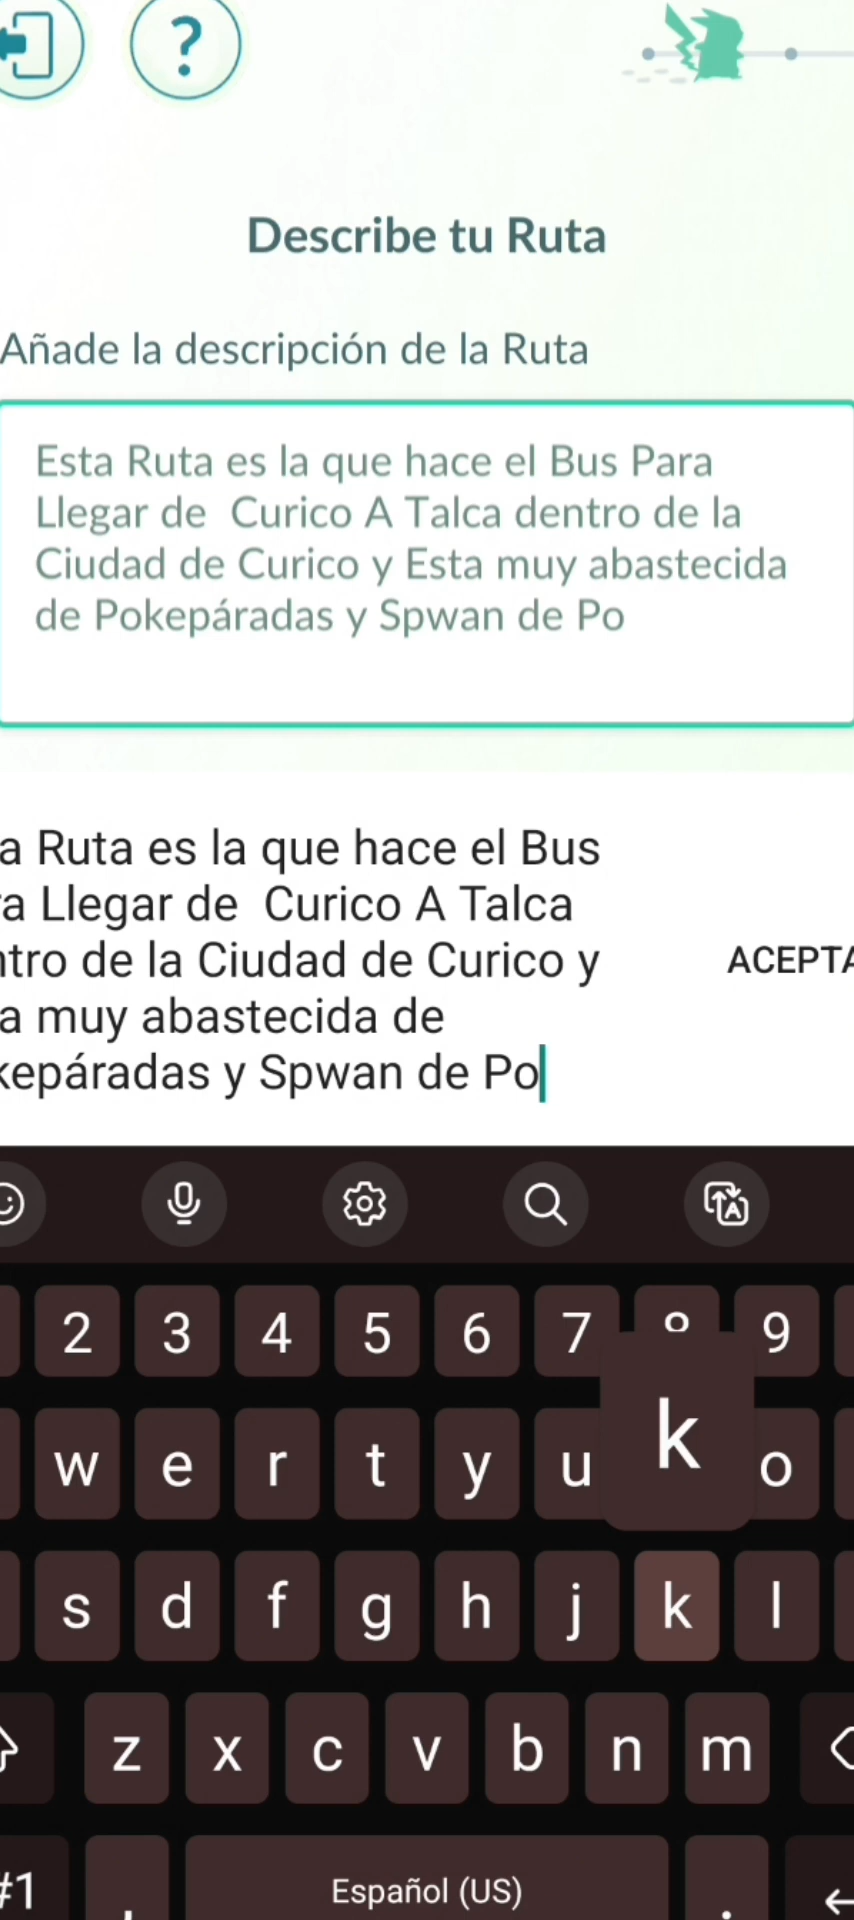 ?
Describe tu Ruta
Añade la descripción de la Ruta
Esta Ruta es la que hace el Bus Para
Llegar de  Curico A Talca dentro de la
Ciudad de Curico y Esta muy abastecida
de Pokepáradas y Spwan de Po
a Ruta es la que hace el Bus
a Llegar de  Curico A Talca
ntro de la Ciudad de Curico y
a muy abastecida de
kepáradas y Spwan de Po
ACEPTA
2 3 4 5 6 7 9
k
w e r t y u o
s d f g h j k l
z x c v b n m
#1 , Español (US) .